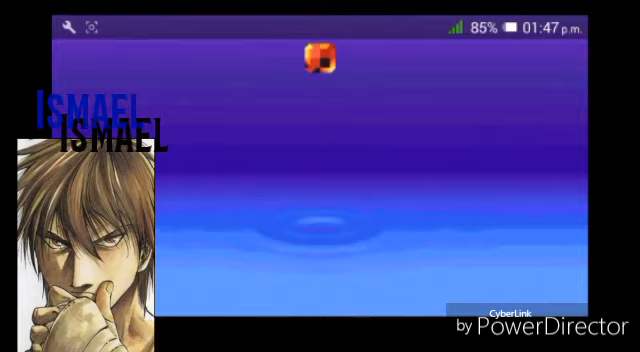 85% 01:47 p.m.
ISMAEL
ISMAEL
CyberLink
by PowerDirector